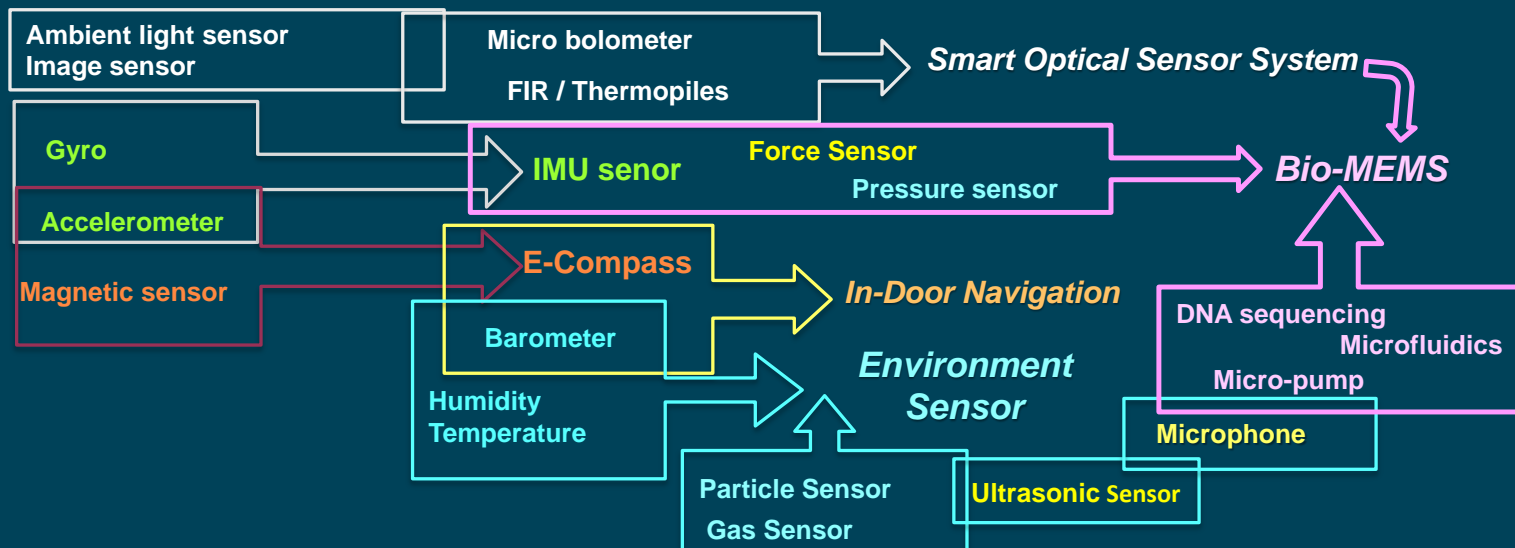 Ambient light sensor
Image sensor
Micro bolometer
FIR / Thermopiles
Smart Optical Sensor System
Gyro
Accelerometer
IMU senor
Force Sensor
Pressure sensor
Bio-MEMS
Magnetic sensor
E-Compass
In-Door Navigation
Barometer
Humidity
Temperature
Environment
Sensor
DNA sequencing
Microfluidics
Micro-pump
Microphone
Particle Sensor
Gas Sensor
Ultrasonic Sensor